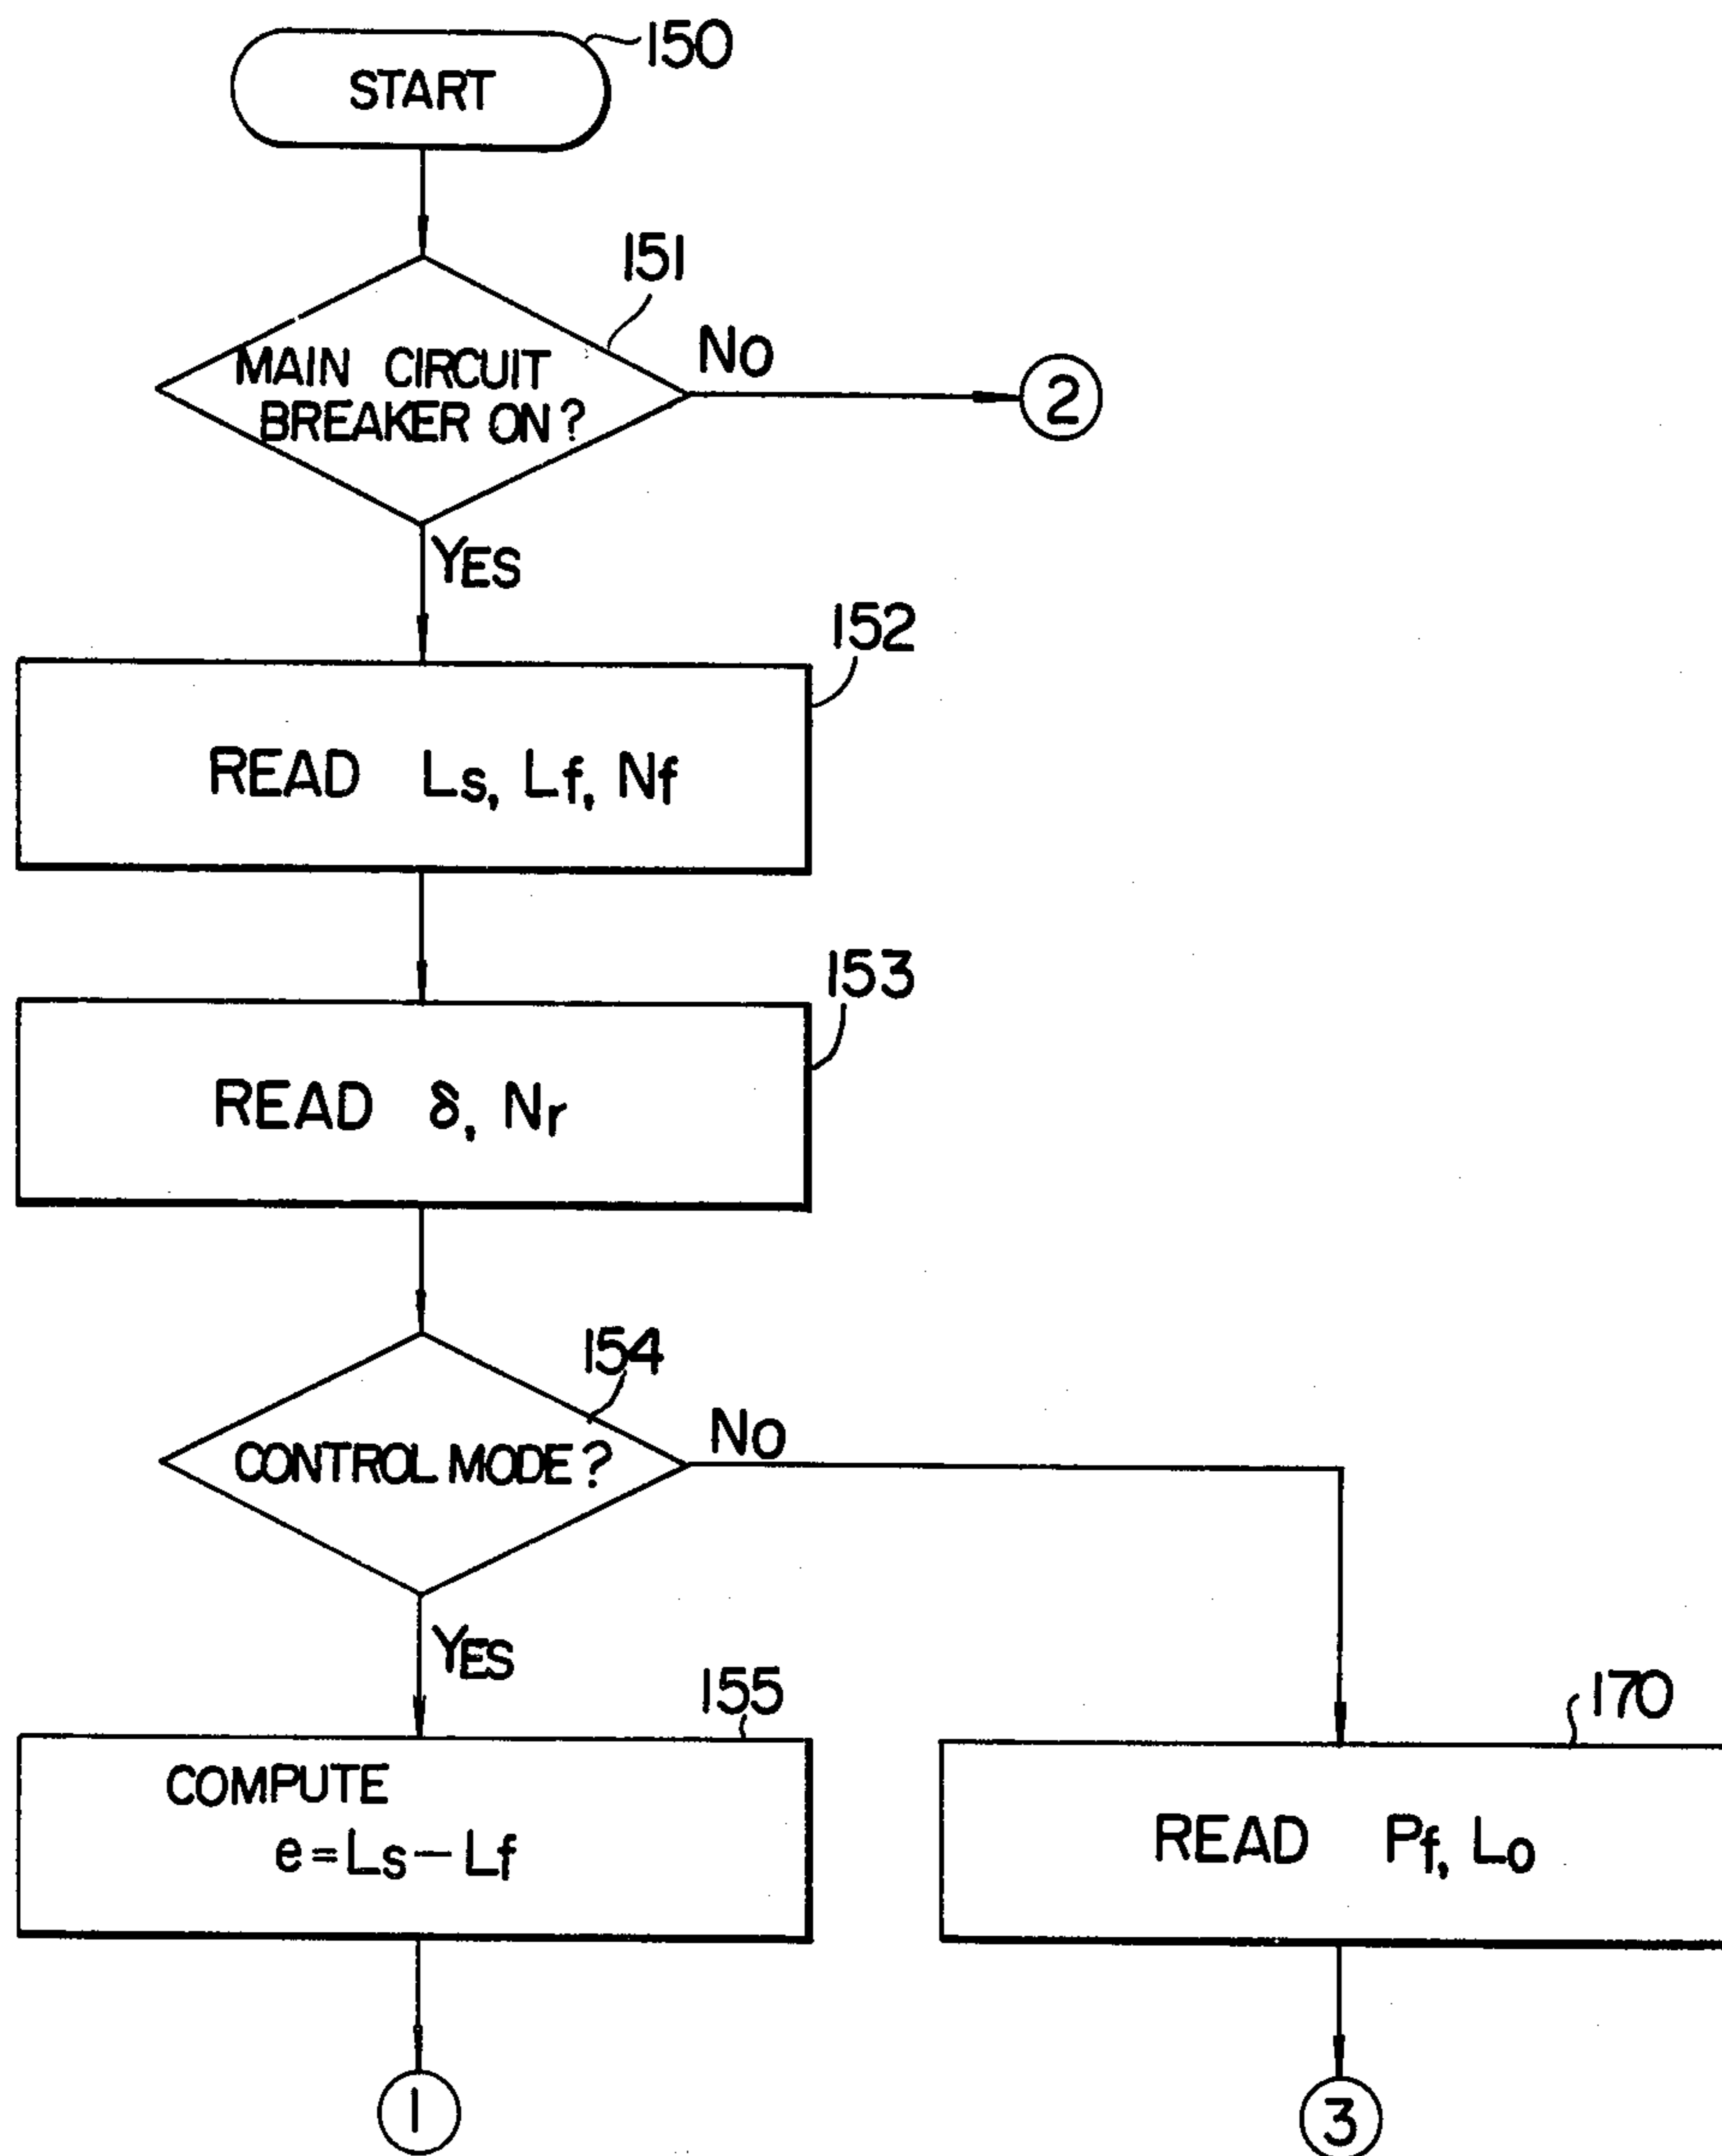 START
150
151
MAIN CIRCUIT
BREAKER ON?
No
2
YES
152
READ Ls, Lf, Nf
153
READ δ, Nr
154
CONTROL MODE?
No
YES
155
COMPUTE
e=Ls-Lf
170
READ Pf, Lo
1
3